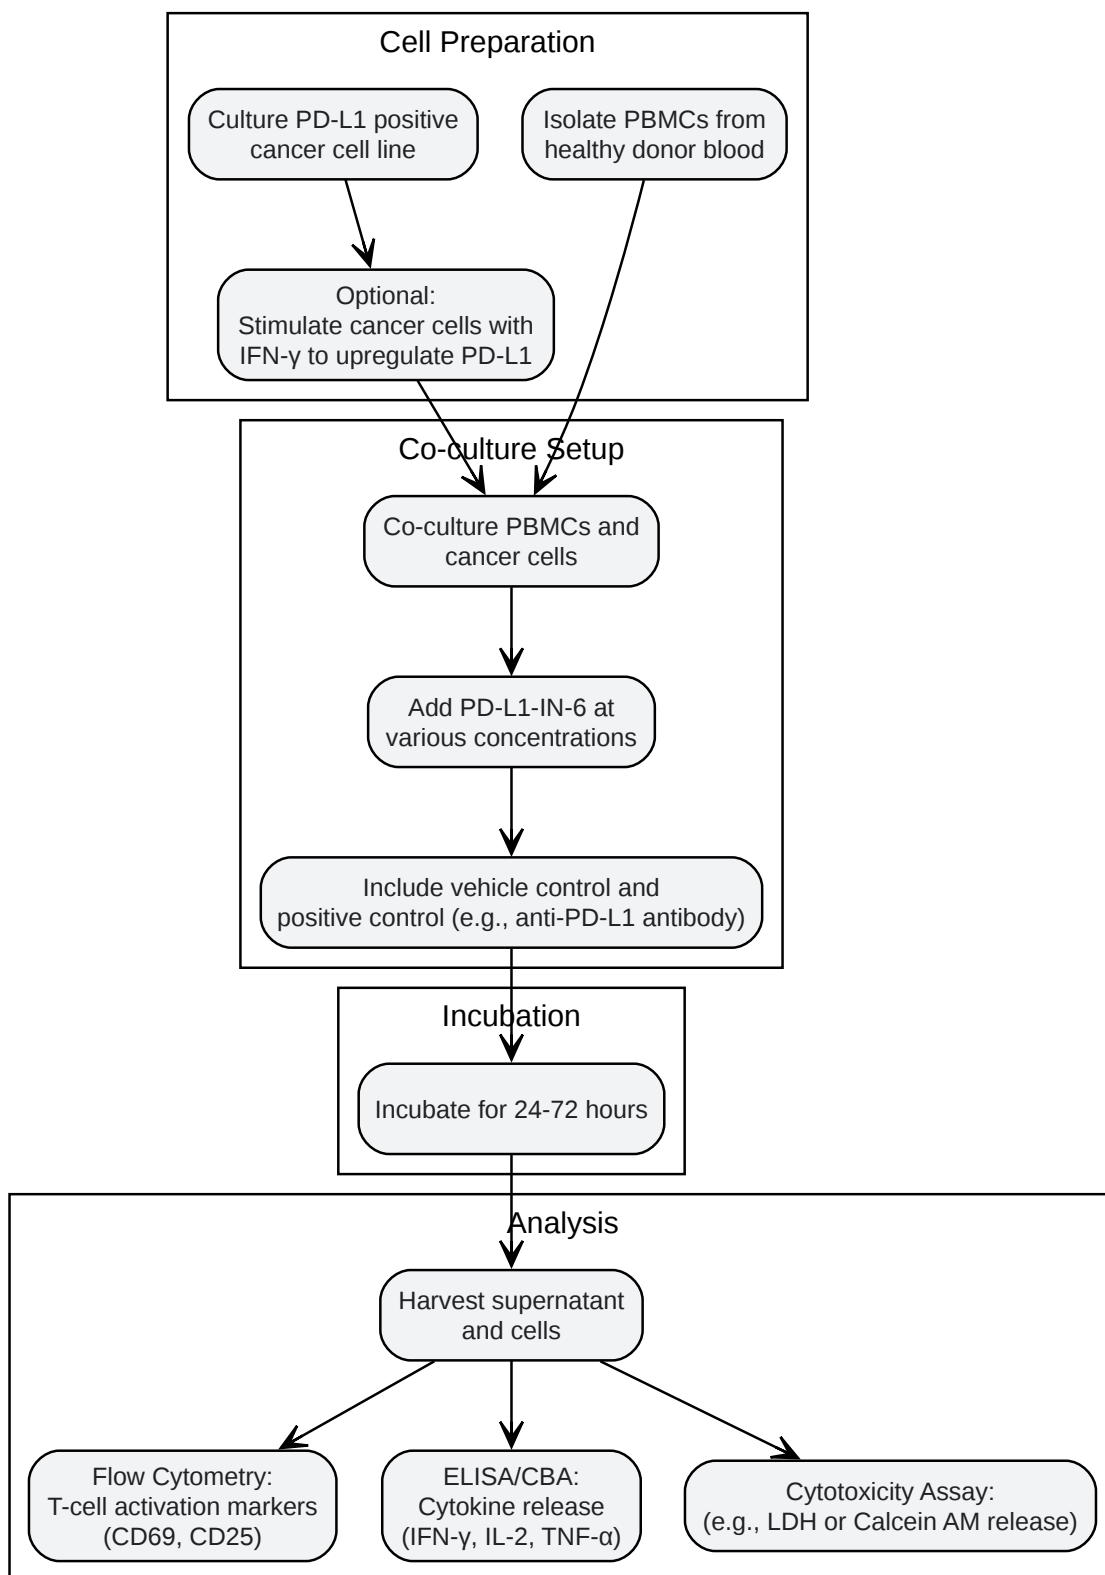 Cell Preparation
Culture PD-L1 positive
cancer cell line
Isolate PBMCs from
healthy donor blood
Optional:
Stimulate cancer cells with
IFN-γ to upregulate PD-L1
Co-culture Setup
Co-culture PBMCs and
cancer cells
Add PD-L1-IN-6 at
various concentrations
Include vehicle control and
positive control (e.g., anti-PD-L1 antibody)
Incubation
Incubate for 24-72 hours
Analysis
Harvest supernatant
and cells
Flow Cytometry:
T-cell activation markers
(CD69, CD25)
ELISA/CBA:
Cytokine release
(IFN-γ, IL-2, TNF-α)
Cytotoxicity Assay:
(e.g., LDH or Calcein AM release)